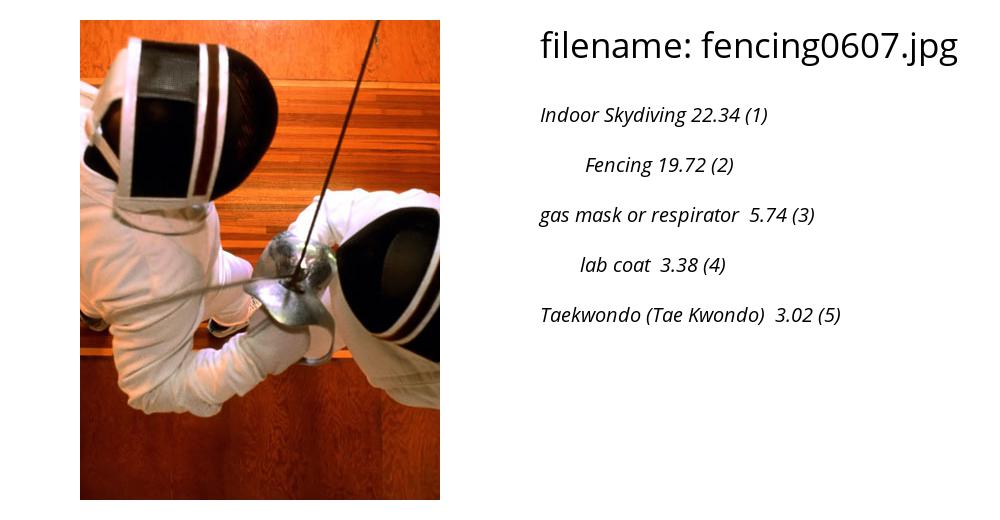 filename: fencing0607.jpg
Indoor Skydiving 22.34 (1)
Fencing 19.72 (2)
gas mask or respirator 5.74 (3)
lab coat 3.38 (4)
Taekwondo (Tae Kwondo) 3.02 (5)